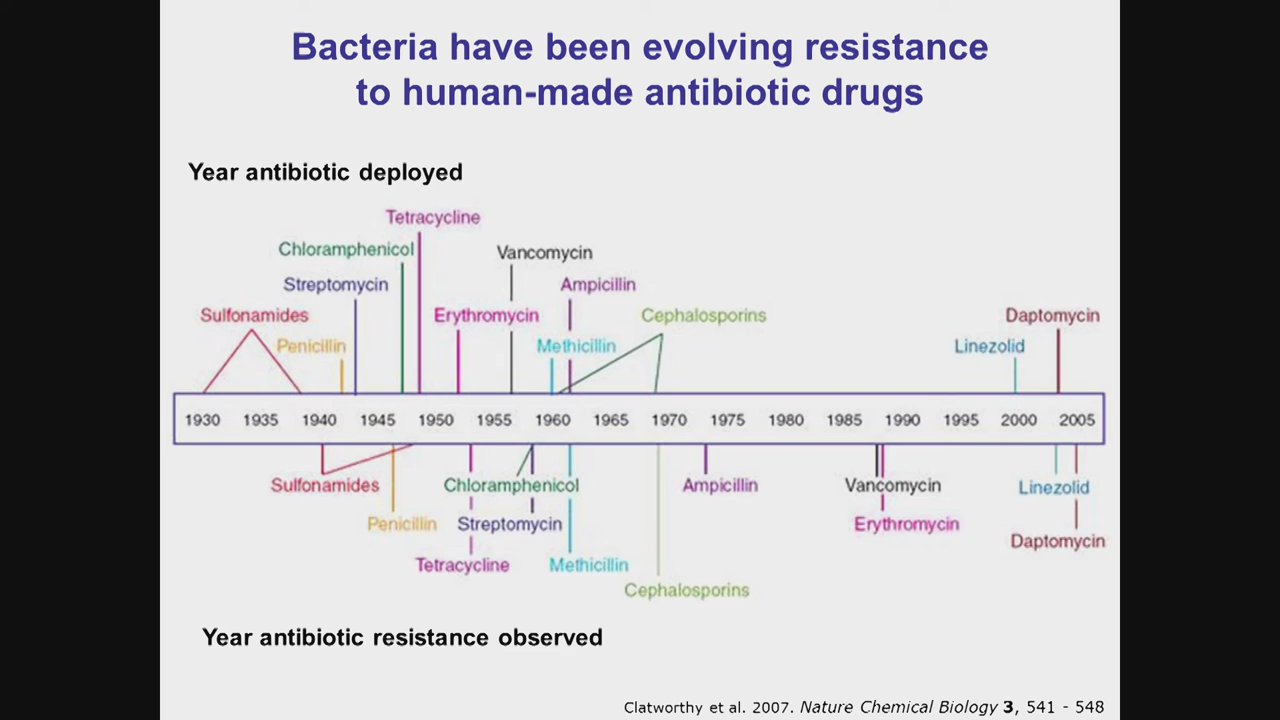 Bacteria have been evolving resistance
to human-made antibiotic drugs
Year antibiotic deployed
Tetracycline
Chloramphenicol
Vancomycin
Streptomycin
Ampicillin
Sulfonamides
Erythromycin
Cephalosporins
Daptomycin
Penicillin
Methicillin
Linezolid
1930 1935 1940 1945 1950 1955 1960 1965 1970 1975 1980 1985 1990 1995 2000 2005
Sulfonamides
Chloramphenicol
Ampicillin
Vancomycin
Linezolid
Penicillin
Streptomycin
Erythromycin
Daptomycin
Tetracycline
Methicillin
Cephalosporins
Year antibiotic resistance observed
Clatworthy et al. 2007. Nature Chemical Biology 3, 541 - 548